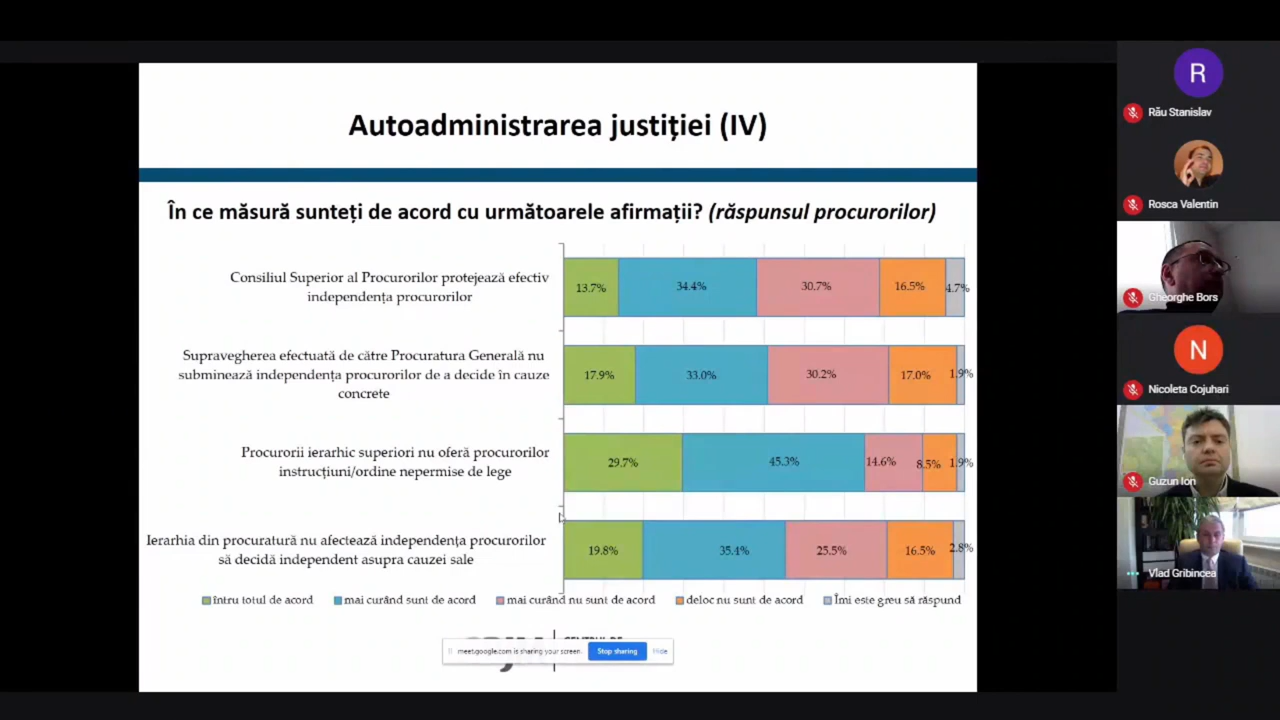 Autoadministrarea justiției (IV)
În ce măsură sunteți de acord cu următoarele afirmații? (răspunsul procurorilor)
Consiliul Superior al Procurorilor protejează efectiv
independența procurorilor
13.7% 34.4% 30.7% 16.5% 4.7%
Supravegherea efectuată de către Procuratura Generală nu
subminează independența procurorilor de a decide în cauze
concrete
17.9% 33.0% 30.2% 17.0% 1.9%
Procurorii ierarhic superiori nu oferă procurorilor
instrucțiuni/ordine nepermise de lege
29.7% 45.3% 14.6% 8.5% 1.9%
Ierarhia din procuratură nu afectează independența procurorilor
să decidă independent asupra cauzei sale
19.8% 35.4% 25.5% 16.5% 2.8%
întru totul de acord mai curând sunt de acord mai curând nu sunt de acord deloc nu sunt de acord Îmi este greu să răspund
meet.google.com is sharing your screen. Stop sharing Hide
R
Rău Stanislav
Rosca Valentin
Gheorghe Bors
N
Nicoleta Cojuhari
Guzun Ion
Vlad Gribincea